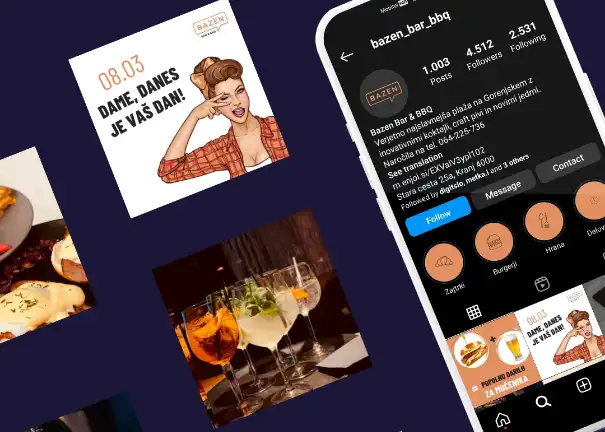 BAZEN
08.03
DAME, DANES
JE VAŠ DAN!
bazen_bar_bbq
BAZEN
1.003
Posts
4.512
Followers
2.531
Following
Bazen Bar & BBQ
Verjetno najslavnejša plaža na Gorenjskem z
inovativnimi koktejli, craft pivi in novimi jedmi.
Naročila na tel. 064-225-736
See translation
m.enjoi.si/EXVaIV3ypI102
Stara cesta 25a, Kranj 4000
Followed by digitslo, metka.l and 3 others
Follow
Message
Contact
Zajtrki
Burgerji
Hrana
Delov
POPOLNO DARILO
ZA MUČENIKA
08.03
DAME, DANES
JE VAŠ DAN!